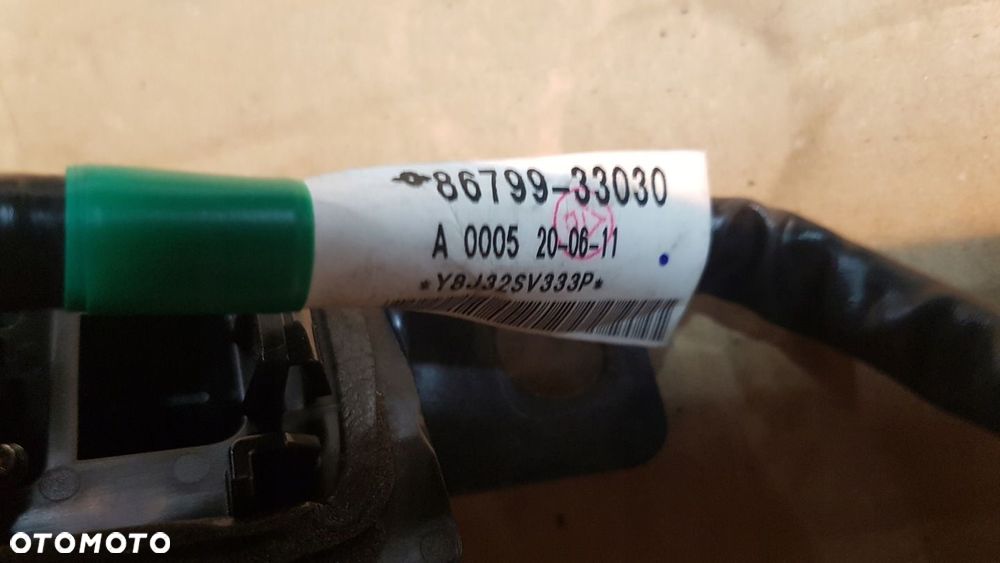 86799-33030
A 0005 20-06-11
*Y8J32SV333P*
OTOMOTO